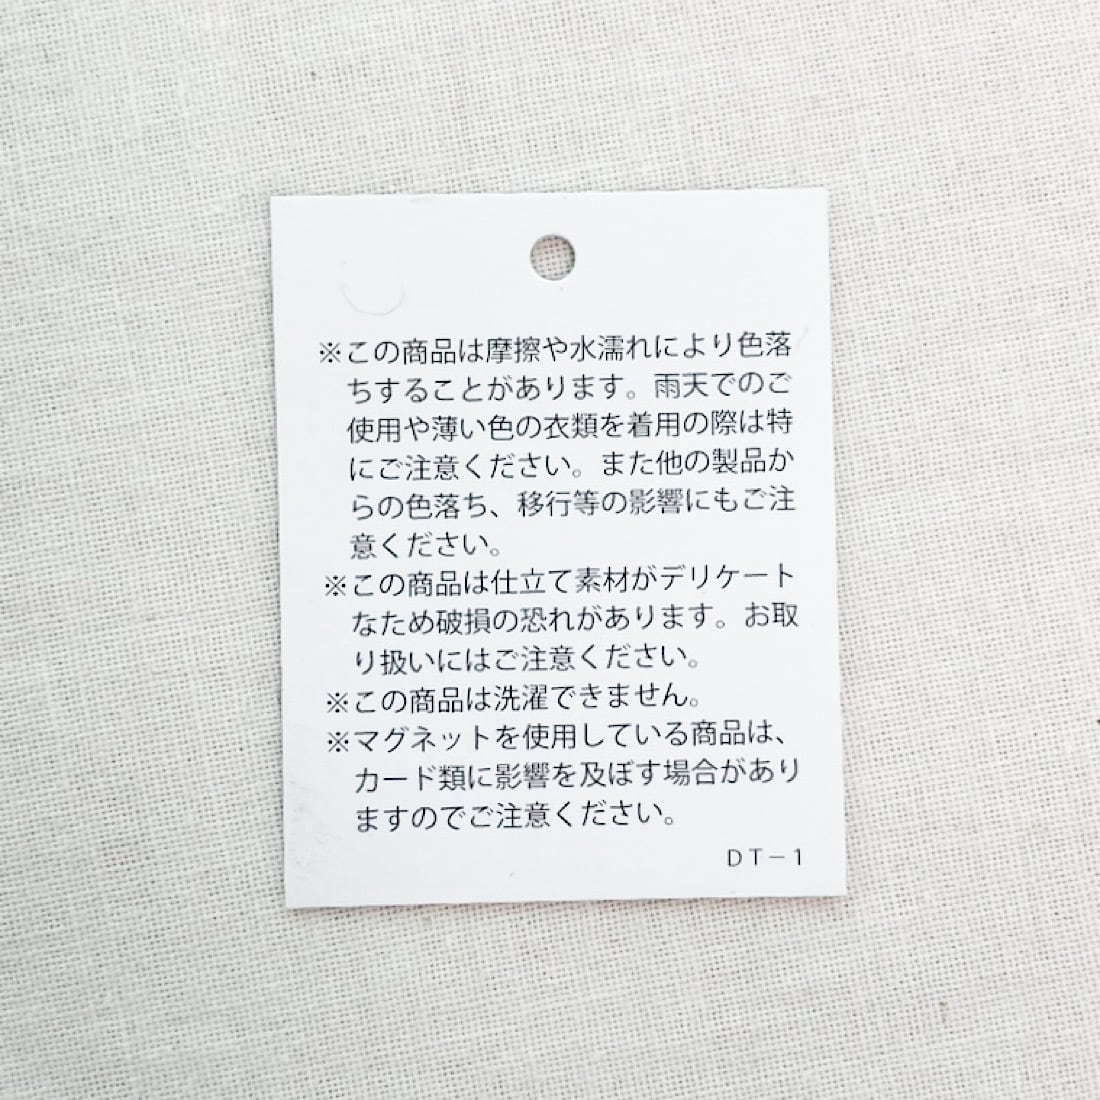 ※この商品は摩擦や水濡れにより色落
ちすることがあります。雨天でのご
使用や薄い色の衣類を着用の際は特
にご注意ください。また他の製品か
らの色落ち、移行等の影響にもご注
意ください。
※この商品は仕立て素材がデリケート
なため破損の恐れがあります。お取
り扱いにはご注意ください。
※この商品は洗濯できません。
※マグネットを使用している商品は、
カード類に影響を及ぼす場合があり
ますのでご注意ください。
DT－1